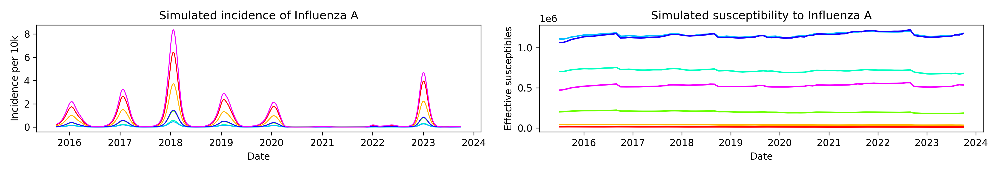 Simulated incidence of Influenza A
Incidence per 10k
8
6
4
2
0
2016 2017 2018 2019 2020 2021 2022 2023 2024
Date
Simulated susceptibility to Influenza A
1e6
Effective susceptibles
1.0
0.5
0.0
2016 2017 2018 2019 2020 2021 2022 2023 2024
Date